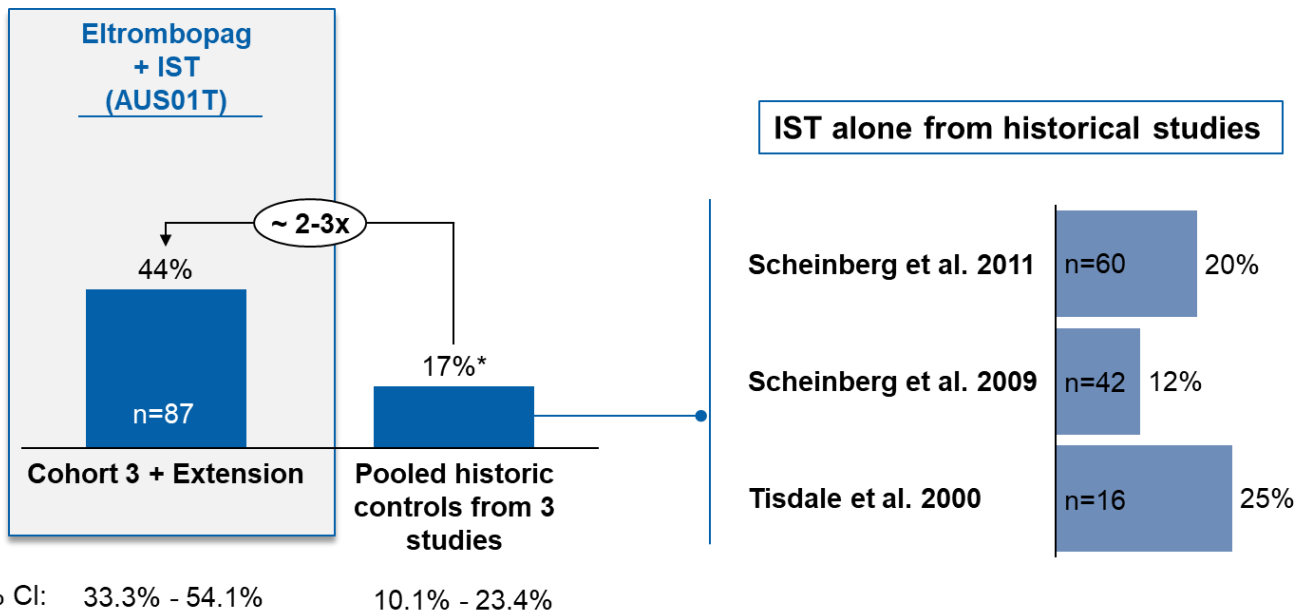 Eltrombopag
+ IST
(AUS01T)
~ 2-3x
44%
17%*
n=87
Cohort 3 + Extension
Pooled historic
controls from 3
studies
% CI:
33.3% - 54.1%
10.1% - 23.4%
IST alone from historical studies
Scheinberg et al. 2011
n=60
20%
Scheinberg et al. 2009
n=42
12%
Tisdale et al. 2000
n=16
25%